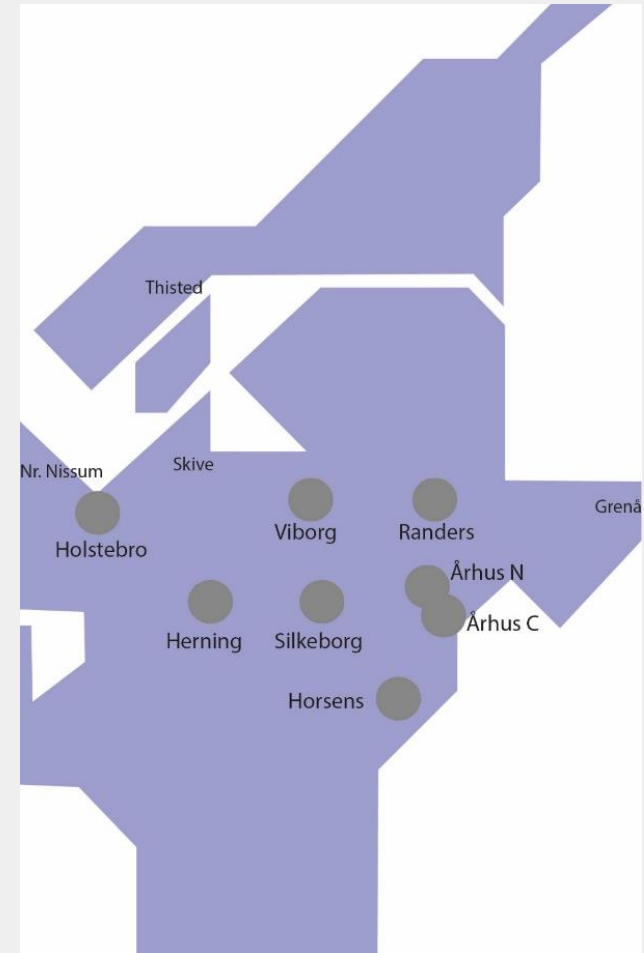 Thisted
Skive
Nr. Nissum
Grenå
Viborg
Randers
Holstebro
Århus N
Århus C
Herning
Silkeborg
Horsens